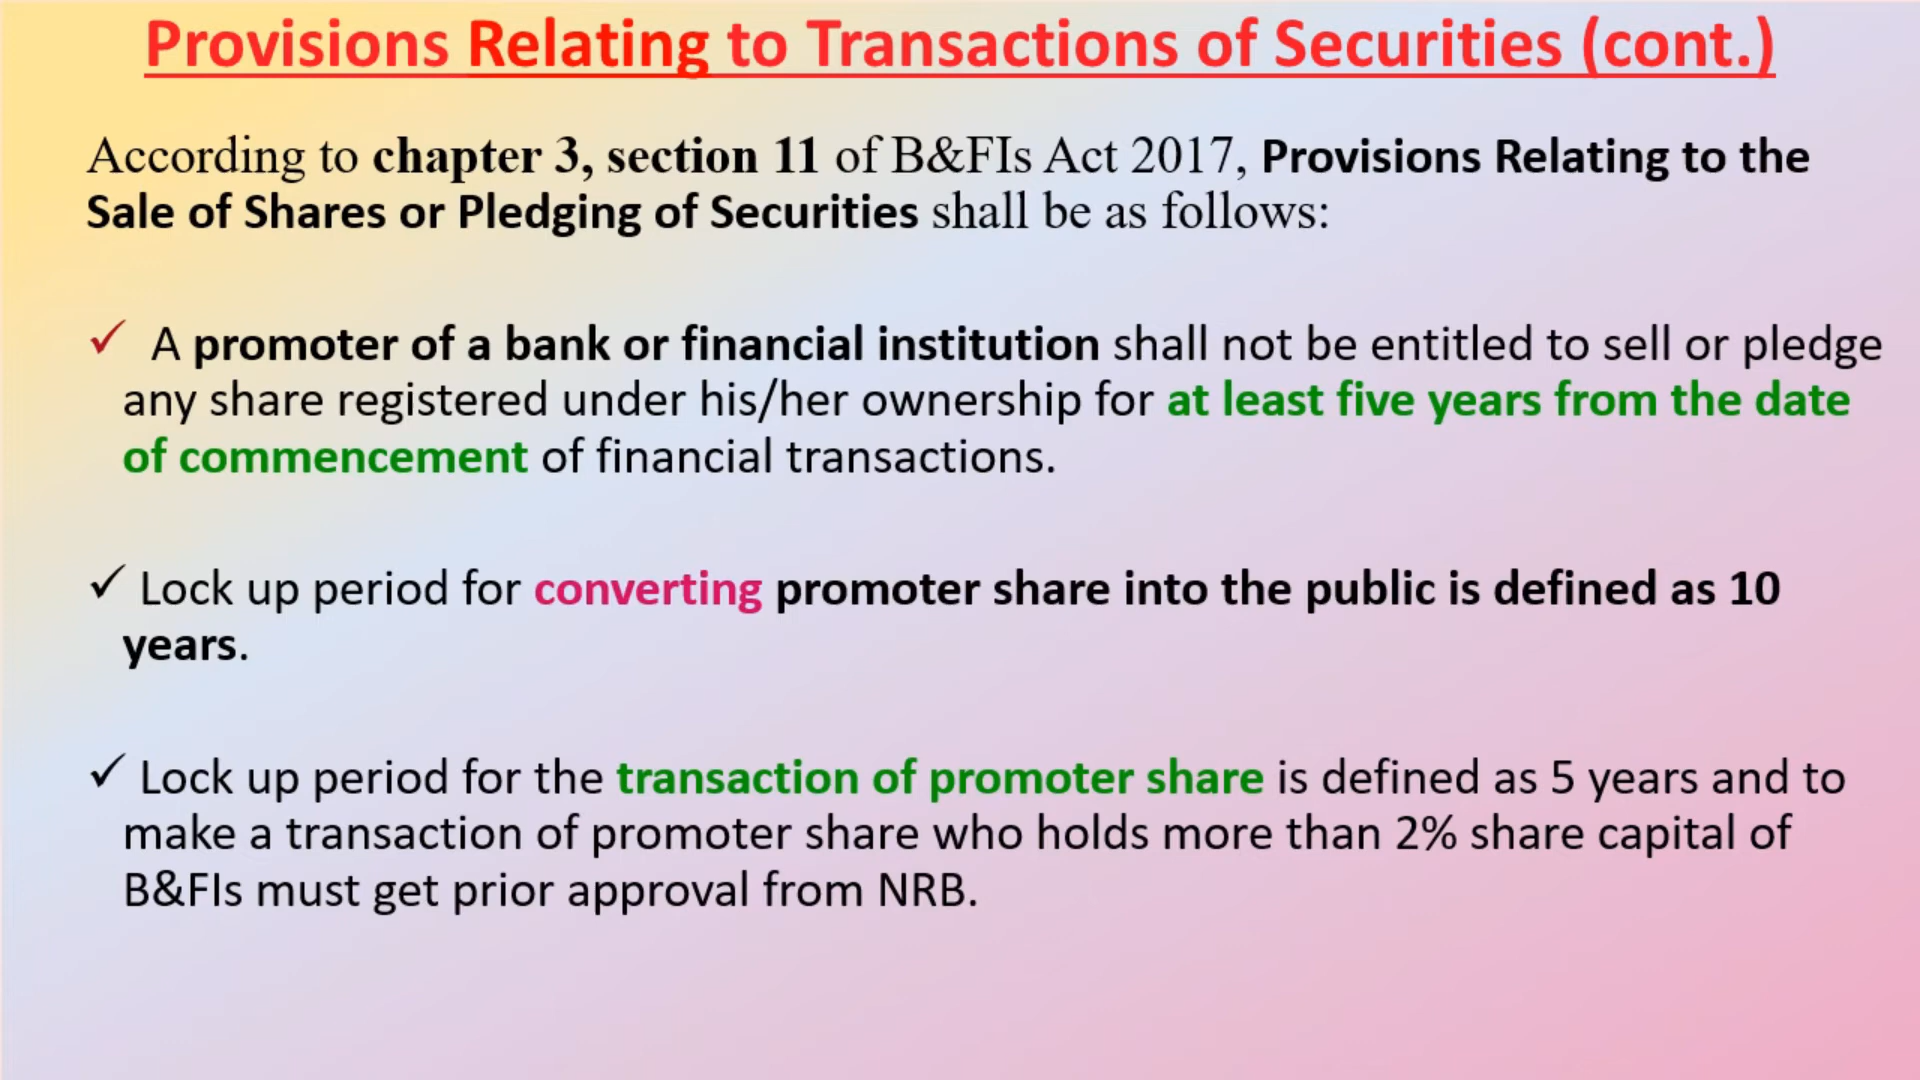 Provisions Relating to Transactions of Securities (cont.)
According to chapter 3, section 11 of B&FIs Act 2017, Provisions Relating to the
Sale of Shares or Pledging of Securities shall be as follows:
✓ A promoter of a bank or financial institution shall not be entitled to sell or pledge
any share registered under his/her ownership for at least five years from the date
of commencement of financial transactions.
✓ Lock up period for converting promoter share into the public is defined as 10
years.
✓ Lock up period for the transaction of promoter share is defined as 5 years and to
make a transaction of promoter share who holds more than 2% share capital of
B&FIs must get prior approval from NRB.